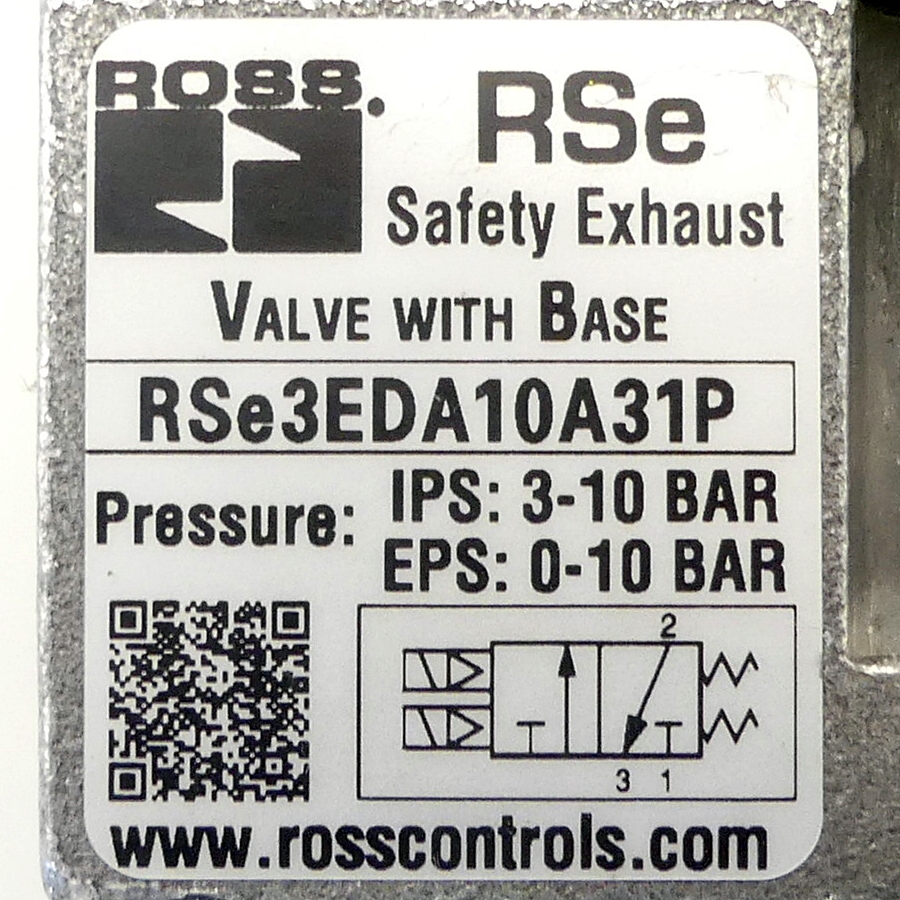 ROSS.
RSe
Safety Exhaust
VALVE WITH BASE
RSe3EDA10A31P
Pressure: IPS: 3-10 BAR
EPS: 0-10 BAR
2
3 1
www.rosscontrols.com